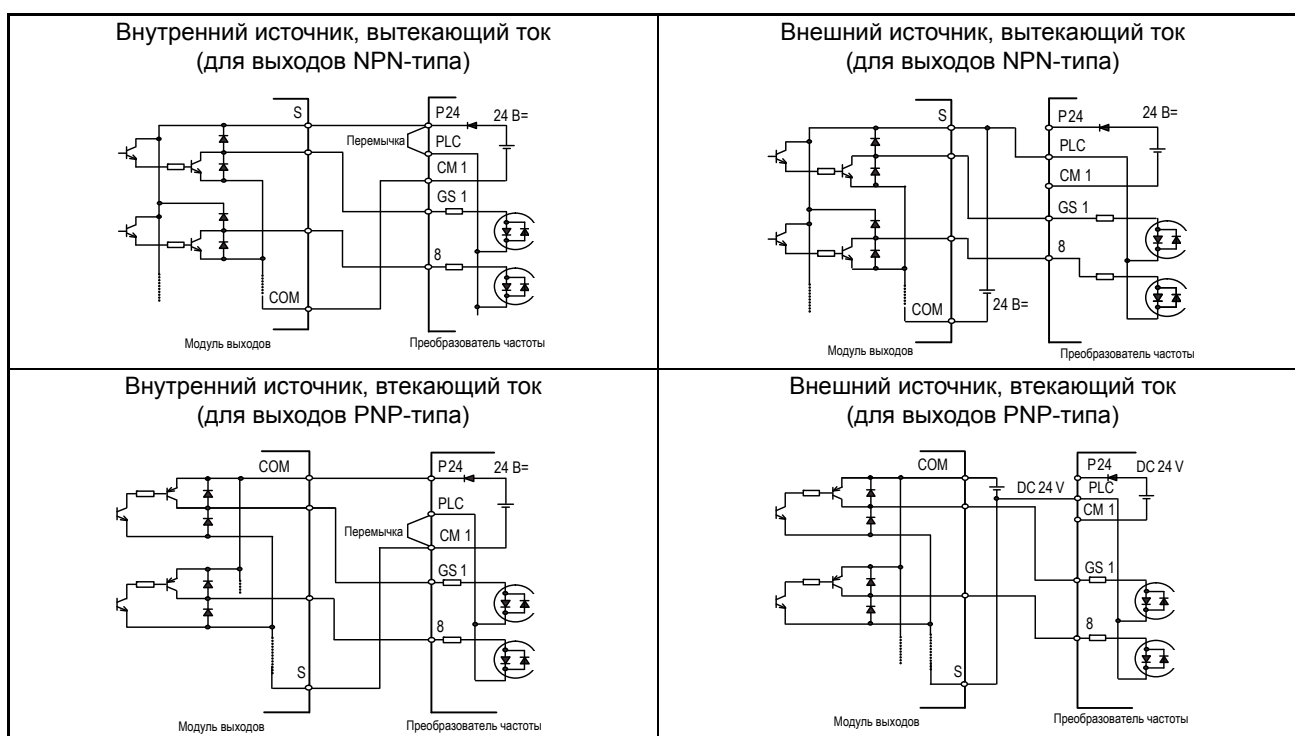 Внутренний источник, вытекающий ток
(для выходов NPN-типа)
S
P24
24 В=
Перемычка
PLC
CM 1
GS 1
8
COM
Модуль выходов
Преобразователь частоты
Внешний источник, вытекающий ток
(для выходов NPN-типа)
S
P24
24 В=
PLC
CM 1
GS 1
8
COM
24 В=
Модуль выходов
Преобразователь частоты
Внутренний источник, втекающий ток
(для выходов PNP-типа)
COM
P24
24 В=
PLC
Перемычка
CM 1
GS 1
8
S
Модуль выходов
Преобразователь частоты
Внешний источник, втекающий ток
(для выходов PNP-типа)
COM
P24
DC 24 V
DC 24 V
PLC
CM 1
GS 1
8
S
Модуль выходов
Преобразователь частоты